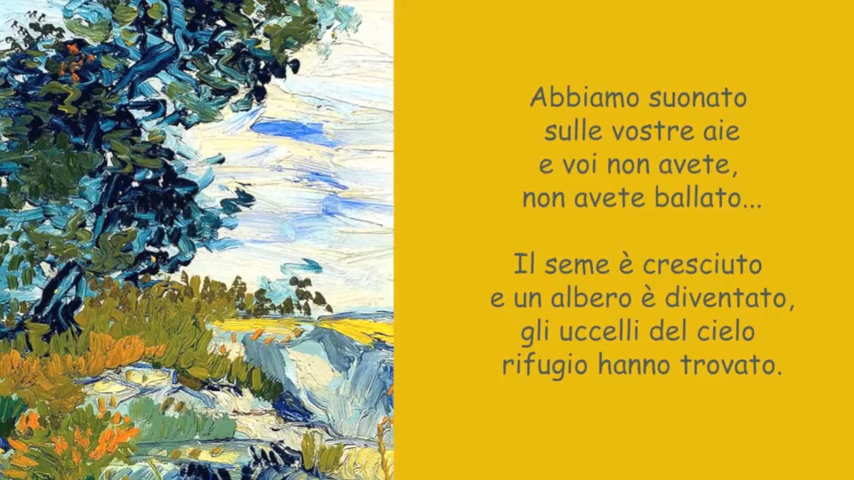 Abbiamo suonato
sulle vostre aie
e voi non avete,
non avete ballato...
Il seme è cresciuto
e un albero è diventato,
gli uccelli del cielo
rifugio hanno trovato.